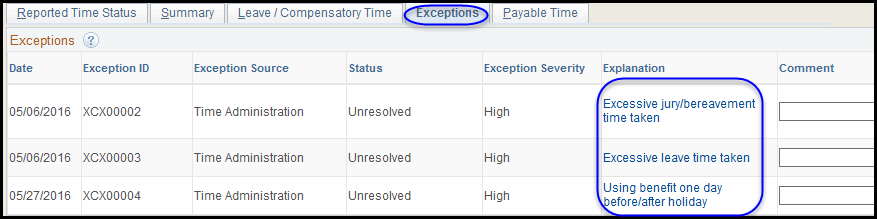 Reported Time Status Summary Leave / Compensatory Time Exceptions Payable Time
Exceptions ?
Date Exception ID Exception Source Status Exception Severity Explanation Comment
05/06/2016 XCX00002 Time Administration Unresolved High Excessive jury/bereavement time taken
05/06/2016 XCX00003 Time Administration Unresolved High Excessive leave time taken
05/27/2016 XCX00004 Time Administration Unresolved High Using benefit one day before/after holiday